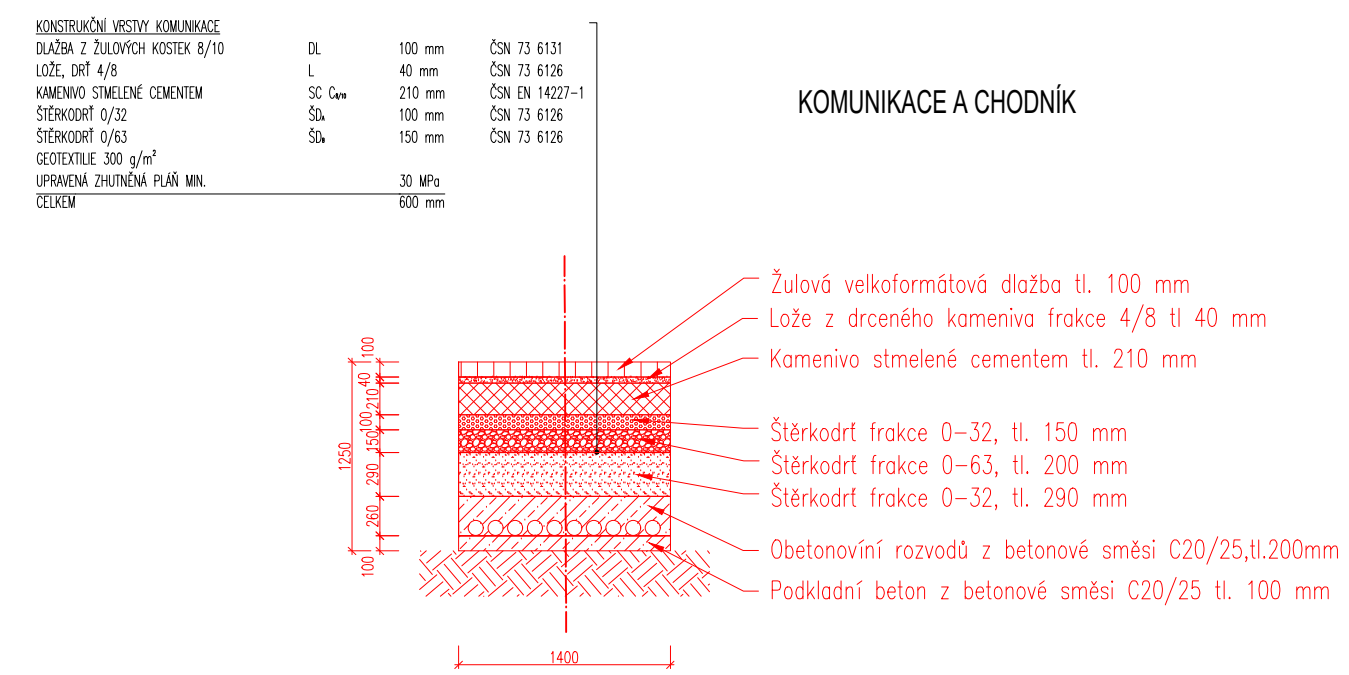 KONSTRUKČNÍ VRSTVY KOMUNIKACE
DLAŽBA Z ŽULOVÝCH KOSTEK 8/10 DL 100 mm ČSN 73 6131
LOŽE, DRŤ 4/8 L 40 mm ČSN 73 6126
KAMENIVO STMELENÉ CEMENTEM SC C8/10 210 mm ČSN EN 14227-1
ŠTĚRKODRŤ 0/32 ŠDA 100 mm ČSN 73 6126
ŠTĚRKODRŤ 0/63 ŠDB 150 mm ČSN 73 6126
GEOTEXTILIE 300 g/m²
UPRAVENÁ ZHUTNĚNÁ PLÁŇ MIN. 30 MPa
CELKEM 600 mm
KOMUNIKACE A CHODNÍK
Žulová velkoformátová dlažba tl. 100 mm
Lože z drceného kameniva frakce 4/8 tl 40 mm
Kamenivo stmelené cementem tl. 210 mm
Štěrkodrť frakce 0-32, tl. 150 mm
Štěrkodrť frakce 0-63, tl. 200 mm
Štěrkodrť frakce 0-32, tl. 290 mm
Obetonovíní rozvodů z betonové směsi C20/25,tl.200mm
Podkladní beton z betonové směsi C20/25 tl. 100 mm
100
40
210
100
150
290
260
100
1250
1400